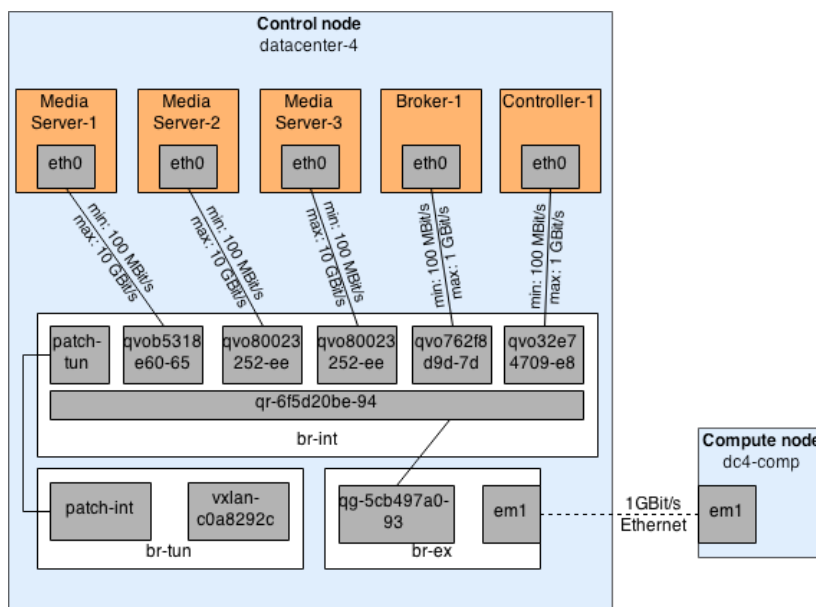 Control node
datacenter-4
Media
Server-1
eth0
Media
Server-2
eth0
Media
Server-3
eth0
Broker-1
eth0
Controller-1
eth0
min: 100 MBit/s
max: 10 GBit/s
min: 100 MBit/s
max: 10 GBit/s
min: 100 MBit/s
max: 10 GBit/s
min: 100 MBit/s
max: 1 GBit/s
min: 100 MBit/s
max: 1 GBit/s
patch-
tun
qvob5318
e60-65
qvo80023
252-ee
qvo80023
252-ee
qvo762f8
d9d-7d
qvo32e7
4709-e8
qr-6f5d20be-94
br-int
patch-int
vxlan-
c0a8292c
br-tun
qg-5cb497a0-
93
em1
br-ex
1GBit/s
Ethernet
Compute node
dc4-comp
em1